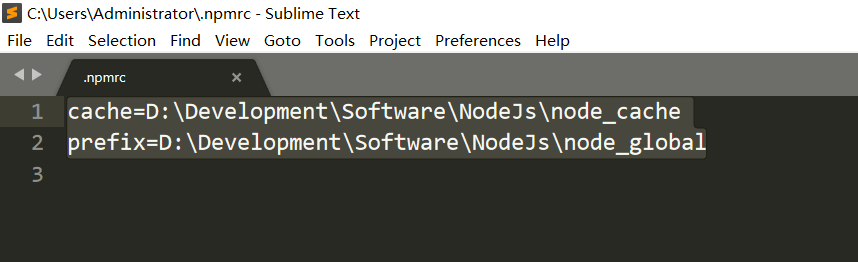 C:\Users\Administrator\.npmrc - Sublime Text
File Edit Selection Find View Goto Tools Project Preferences Help
.npmrc ×
1 cache=D:\Development\Software\NodeJs\node_cache
2 prefix=D:\Development\Software\NodeJs\node_global
3